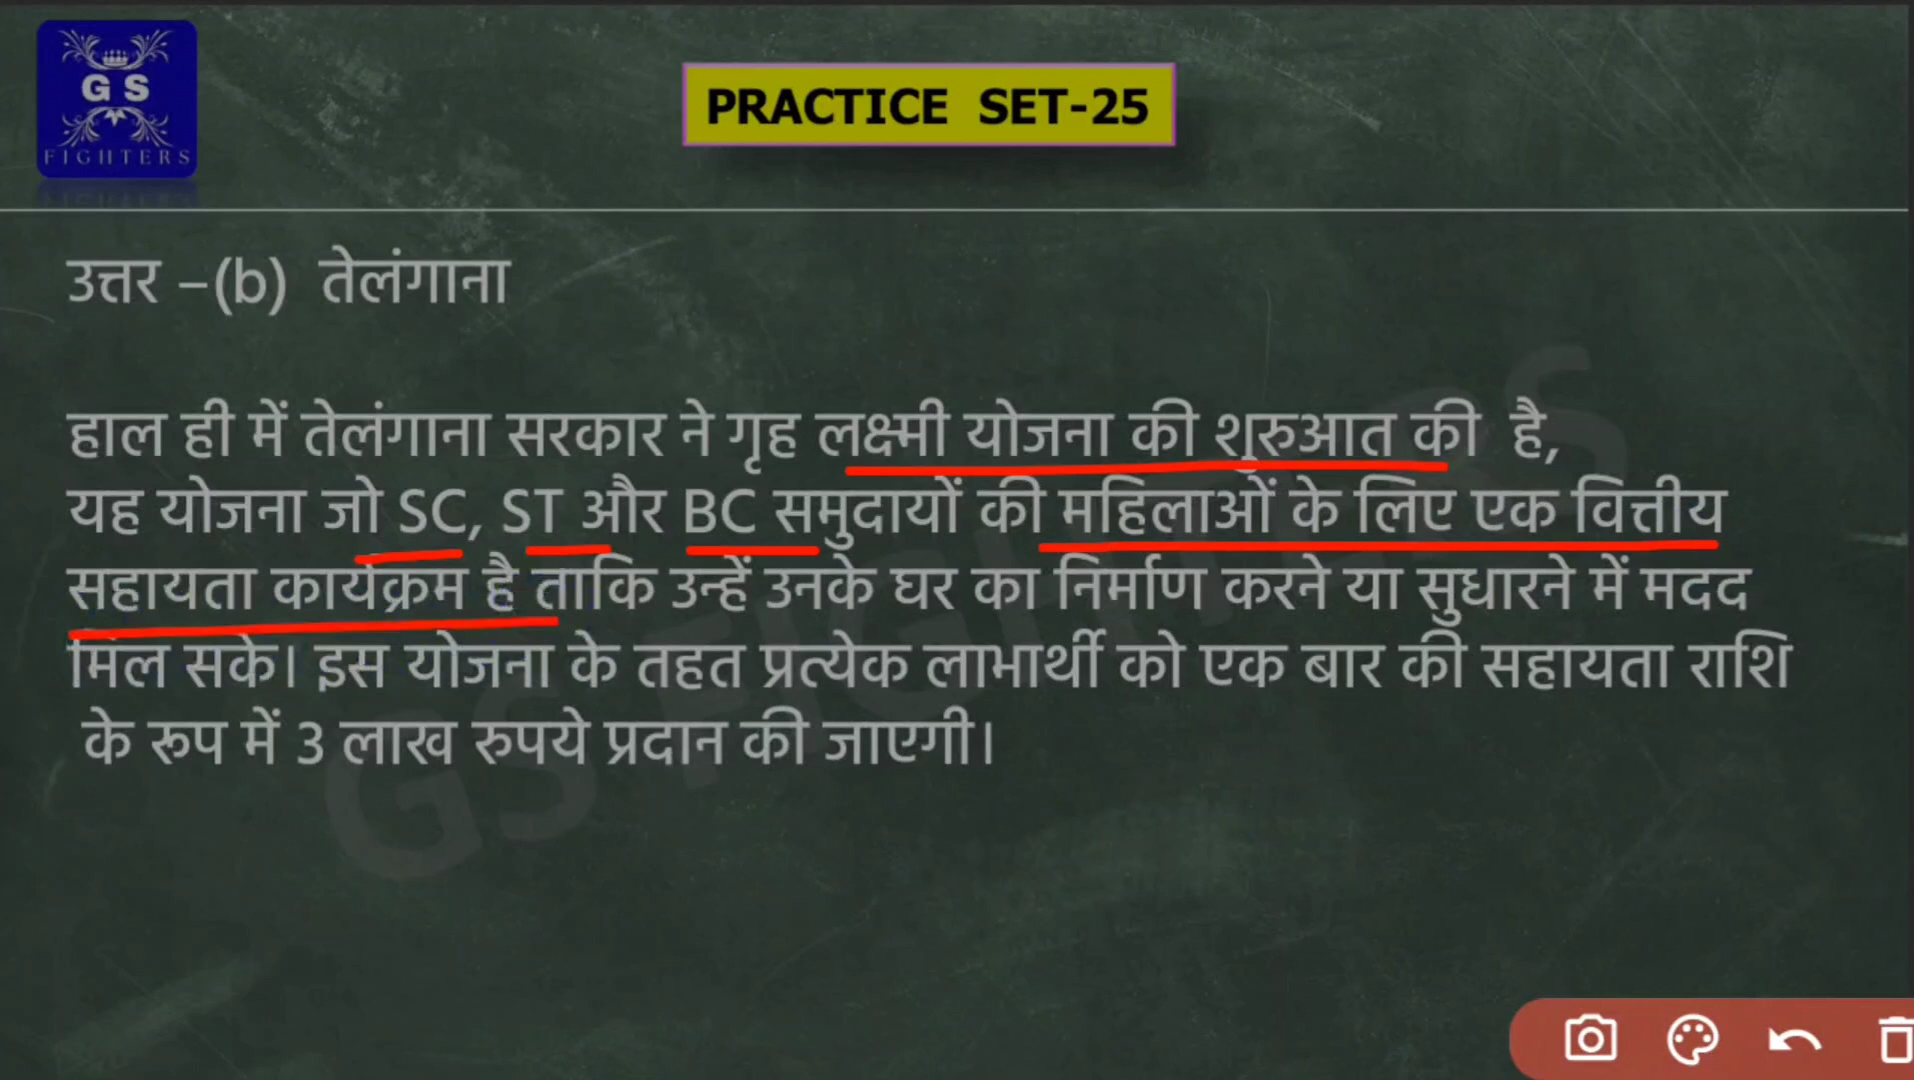 G S
FIGHTERS
PRACTICE SET-25
उत्तर –(b) तेलंगाना
हाल ही में तेलंगाना सरकार ने गृह लक्ष्मी योजना की शुरुआत की है,
यह योजना जो SC, ST और BC समुदायों की महिलाओं के लिए एक वित्तीय
सहायता कार्यक्रम है ताकि उन्हें उनके घर का निर्माण करने या सुधारने में मदद
मिल सके। इस योजना के तहत प्रत्येक लाभार्थी को एक बार की सहायता राशि
के रूप में 3 लाख रुपये प्रदान की जाएगी।
GS FIGHTERS